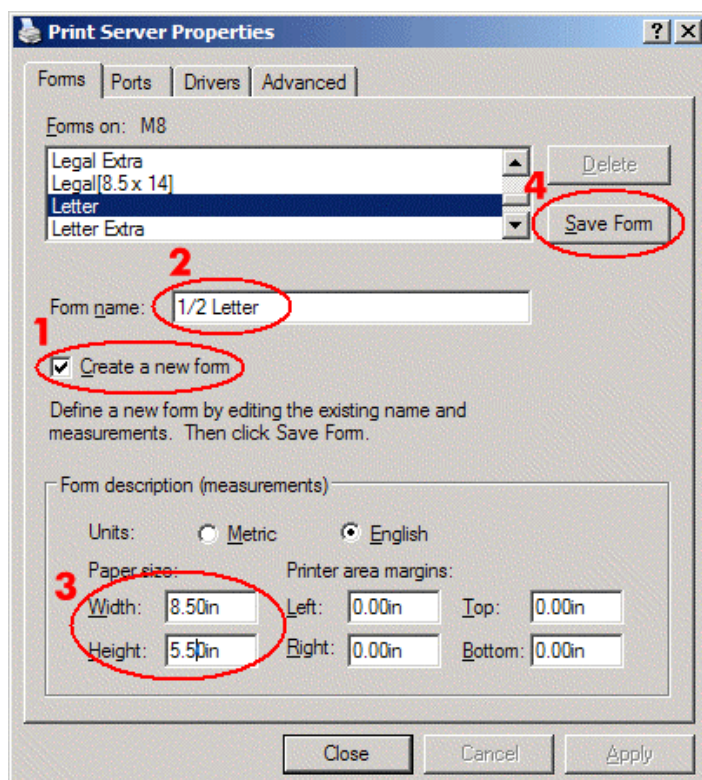 Print Server Properties
Forms Ports Drivers Advanced
Forms on: M8
Legal Extra
Legal[8.5 x 14]
Letter
Letter Extra
Delete
4
Save Form
2
Form name: 1/2 Letter
1
Create a new form
Define a new form by editing the existing name and
measurements. Then click Save Form.
Form description (measurements)
Units: Metric English
Paper size: Printer area margins:
3
Width: 8.50in Left: 0.00in Top: 0.00in
Height: 5.50in Right: 0.00in Bottom: 0.00in
Close Cancel Apply